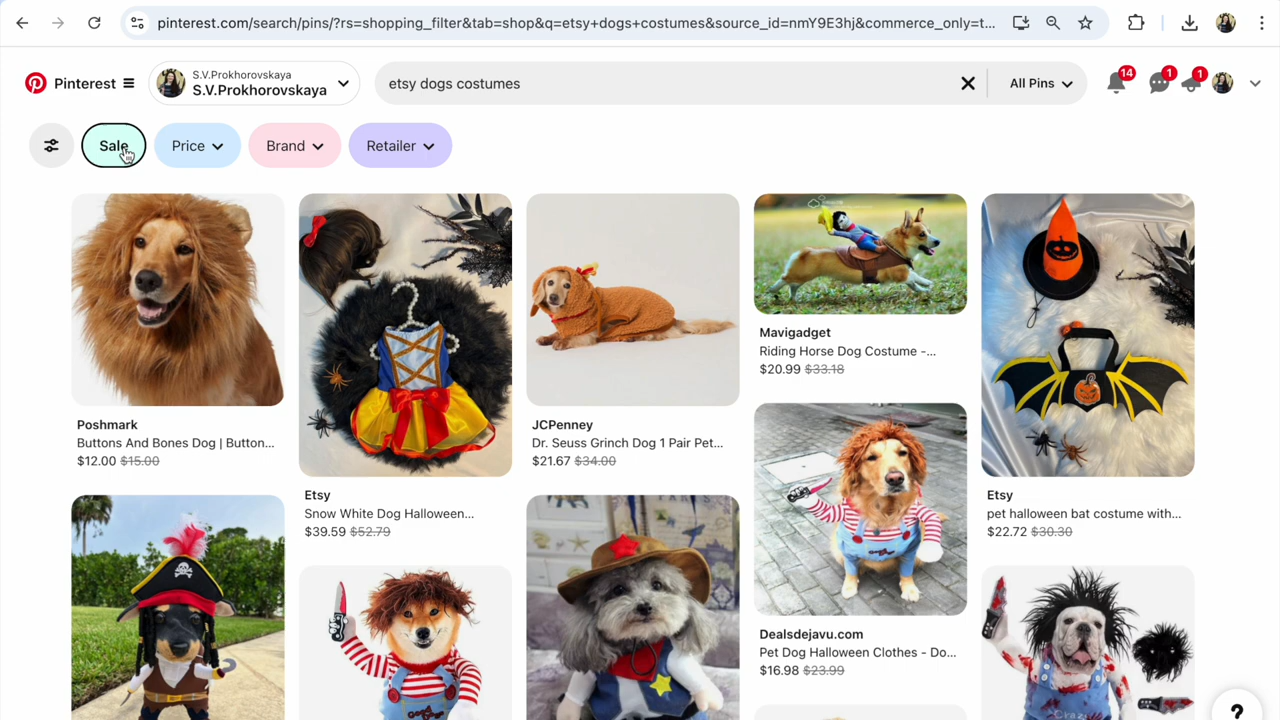 pinterest.com/search/pins/?rs=shopping_filter&tab=shop&q=etsy+dogs+costumes&source_id=nmY9E3hj&commerce_only=t...
Pinterest
S.V.Prokhorovskaya
S.V.Prokhorovskaya
etsy dogs costumes
All Pins
14
1
1
Sale
Price
Brand
Retailer
Poshmark
Buttons And Bones Dog | Button...
$12.00 $15.00
Etsy
Snow White Dog Halloween...
$39.59 $52.79
JCPenney
Dr. Seuss Grinch Dog 1 Pair Pet...
$21.67 $34.00
Mavigadget
Riding Horse Dog Costume -...
$20.99 $33.18
Dealsdejavu.com
Pet Dog Halloween Clothes - Do...
$16.98 $23.99
Etsy
pet halloween bat costume with...
$22.72 $30.30
?